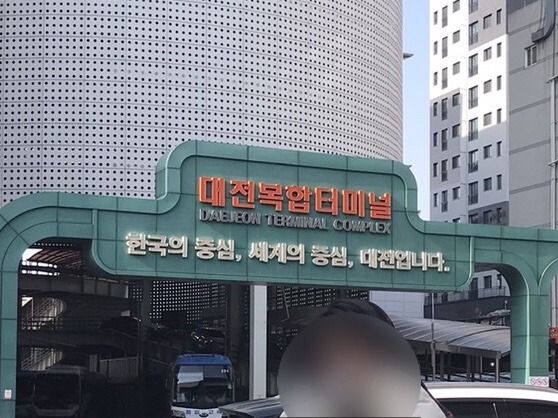 대전복합터미널
DAEJEON TERMINAL COMPLEX
한국의 중심, 세계의 중심, 대전입니다..